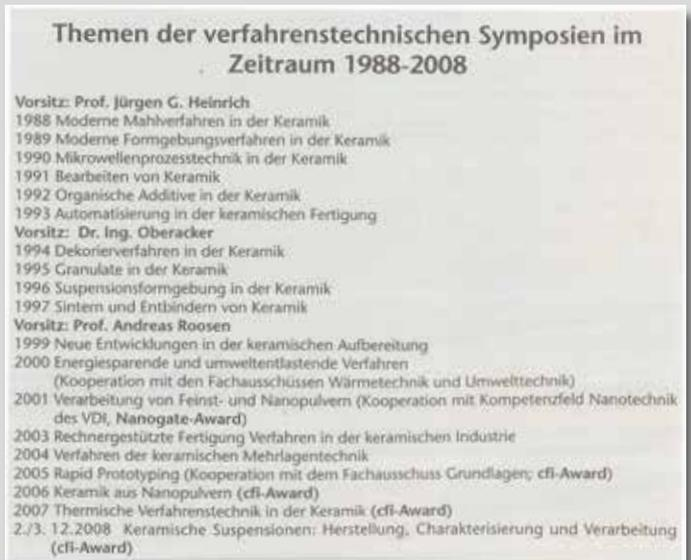 Themen der verfahrenstechnischen Symposien im
Zeitraum 1988-2008
Vorsitz: Prof. Jürgen G. Heinrich
1988 Moderne Mahlverfahren in der Keramik
1989 Moderne Formgebungsverfahren in der Keramik
1990 Mikrowellenprozesstechnik in der Keramik
1991 Bearbeiten von Keramik
1992 Organische Additive in der Keramik
1993 Automatisierung in der keramischen Fertigung
Vorsitz: Dr. Ing. Oberacker
1994 Dekorierverfahren in der Keramik
1995 Granulate in der Keramik
1996 Suspensionsformgebung in der Keramik
1997 Sintern und Entbindern von Keramik
Vorsitz: Prof. Andreas Roosen
1999 Neue Entwicklungen in der keramischen Aufbereitung
2000 Energiesparende und umweltentlastende Verfahren
(Kooperation mit den Fachausschüssen Wärmetechnik und Umwelttechnik)
2001 Verarbeitung von Feinst- und Nanopulvern (Kooperation mit Kompetenzfeld Nanotechnik
des VDI, Nanogate-Award)
2003 Rechnergestützte Fertigung Verfahren in der keramischen Industrie
2004 Verfahren der keramischen Mehrlagentechnik
2005 Rapid Prototyping (Kooperation mit dem Fachausschuss Grundlagen; cfi-Award)
2006 Keramik aus Nanopulvern (cfi-Award)
2007 Thermische Verfahrenstechnik in der Keramik (cfi-Award)
2./3. 12.2008 Keramische Suspensionen: Herstellung, Charakterisierung und Verarbeitung
(cfi-Award)